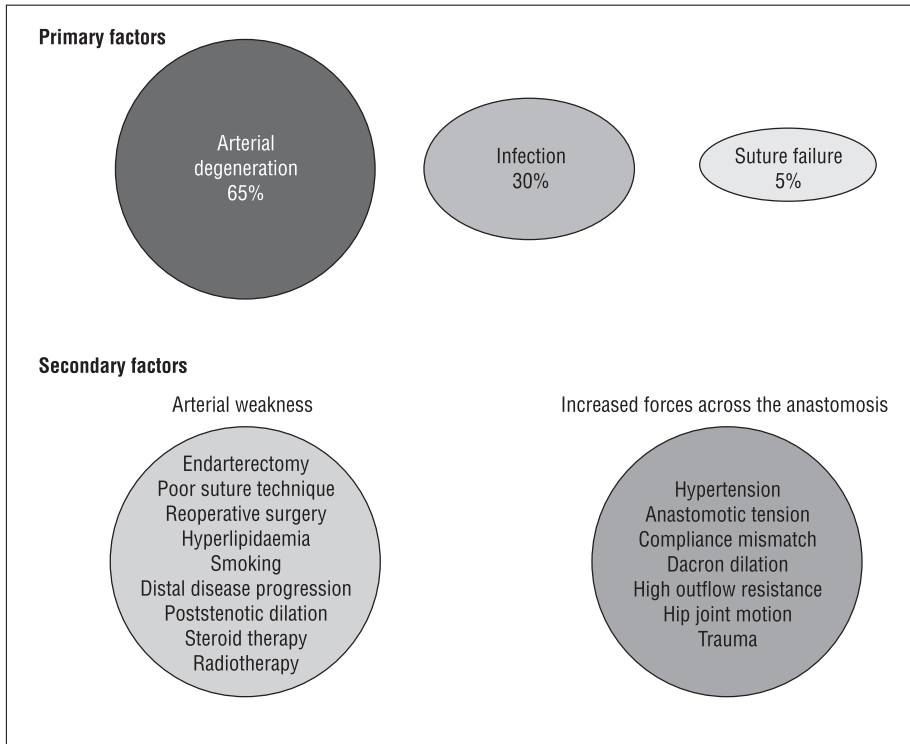 Primary factors
Arterial
degeneration
65%
Infection
30%
Suture failure
5%
Secondary factors
Arterial weakness
Endarterectomy
Poor suture technique
Reoperative surgery
Hyperlipidaemia
Smoking
Distal disease progression
Poststenotic dilation
Steroid therapy
Radiotherapy
Increased forces across the anastomosis
Hypertension
Anastomotic tension
Compliance mismatch
Dacron dilation
High outflow resistance
Hip joint motion
Trauma